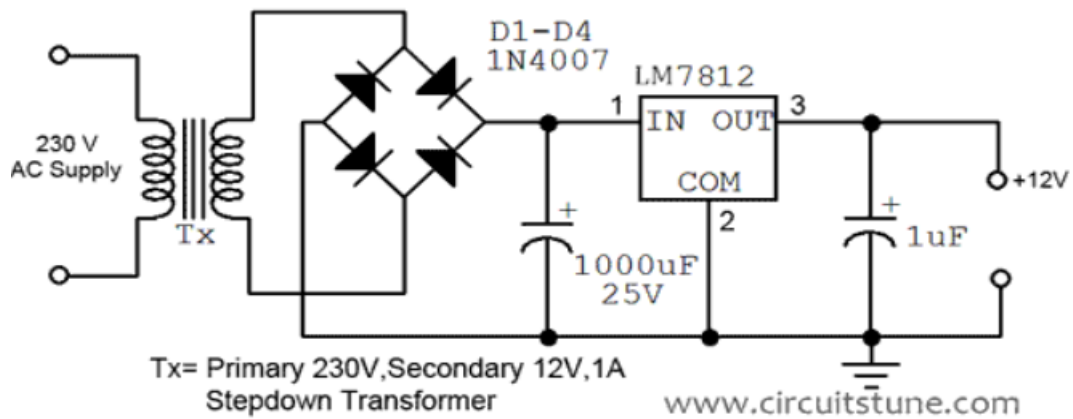 D1-D4
1N4007
LM7812
1
IN OUT
3
230 V
AC Supply
COM
+12V
2
+
+
Tx
1000uF
25V
1uF
Tx= Primary 230V,Secondary 12V,1A
Stepdown Transformer
www.circuitstune.com